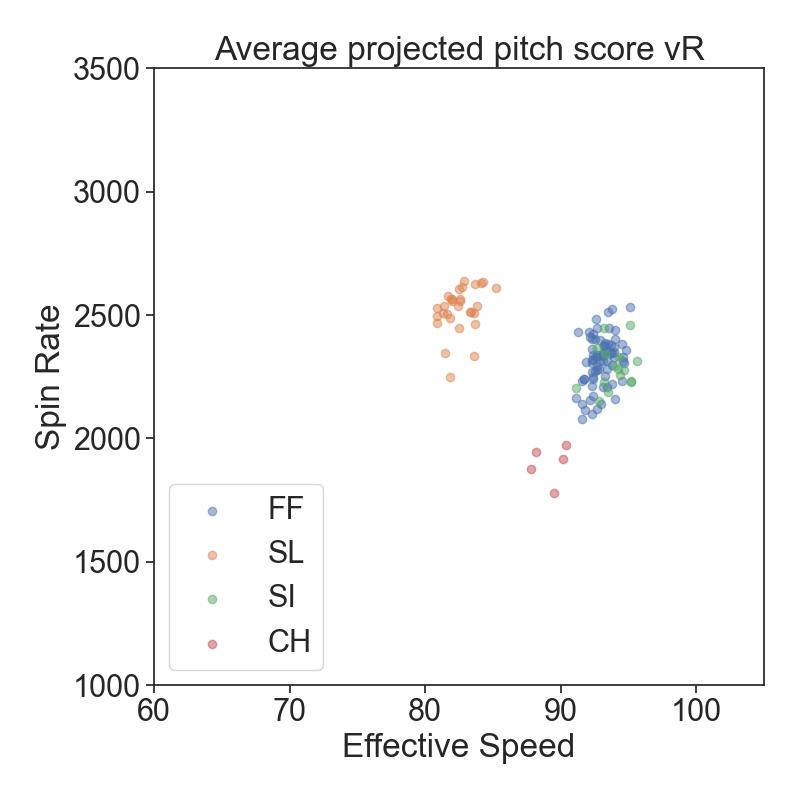 Average projected pitch score vR
3500
3000
2500
2000
1500
1000
Spin Rate
FF
SL
SI
CH
60 70 80 90 100
Effective Speed